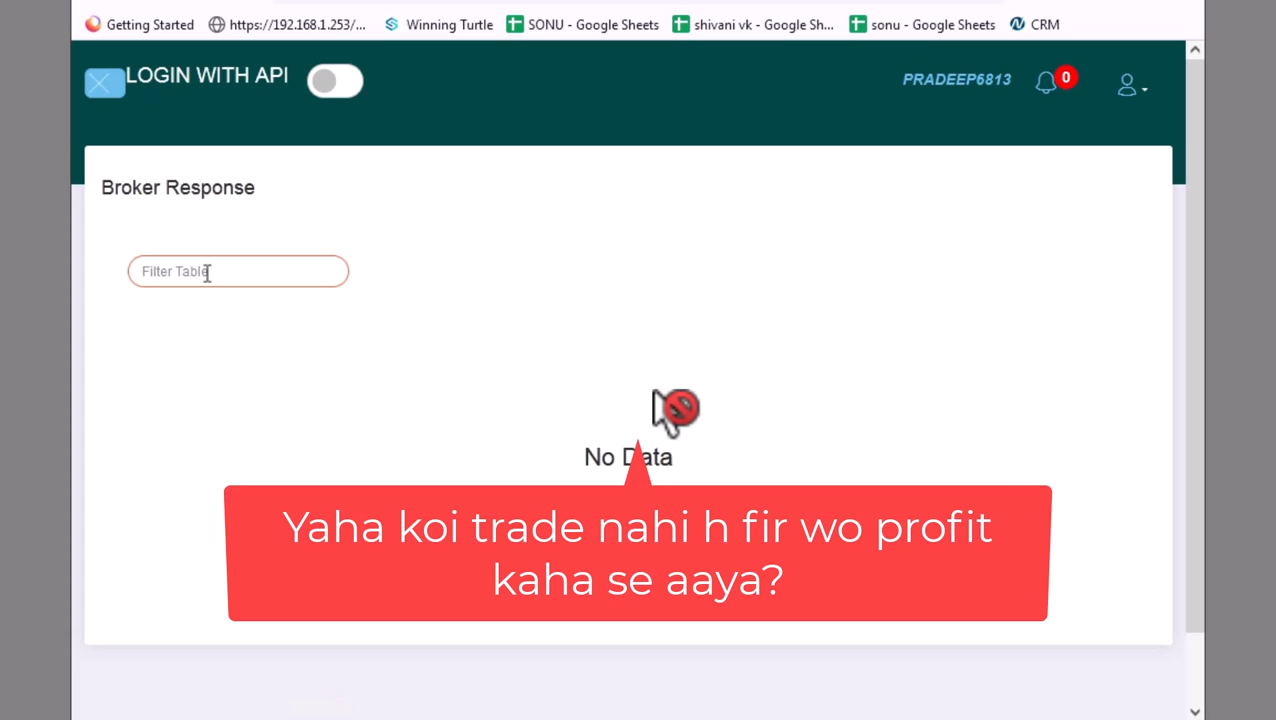 Getting Started https://192.168.1.253/... Winning Turtle SONU - Google Sheets shivani vk - Google Sh... sonu - Google Sheets CRM
LOGIN WITH API PRADEEP6813 0
Broker Response
Filter Table
No Data
Yaha koi trade nahi h fir wo profit
kaha se aaya?